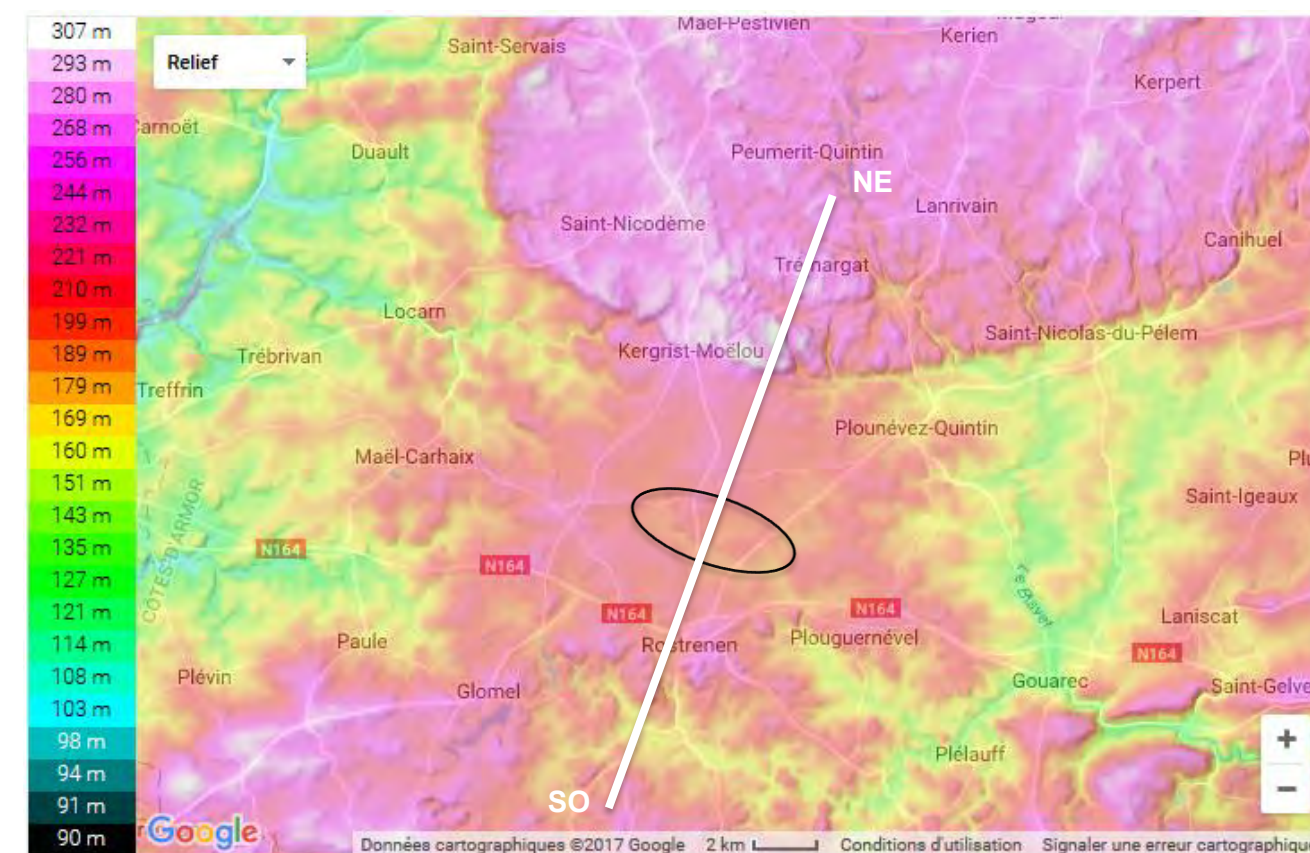 307 m
293 m
280 m
268 m
256 m
244 m
232 m
221 m
210 m
199 m
189 m
179 m
169 m
160 m
151 m
143 m
135 m
127 m
121 m
114 m
108 m
103 m
98 m
94 m
91 m
90 m
Relief
Maël-Pestivien
Kerien
Saint-Servais
Kerpert
Duault
Peumerit-Quintin
NE
Lanrivain
Saint-Nicodème
Canihuel
Trémargat
Locarn
Saint-Nicolas-du-Pélem
Kergrist-Moëlou
Trébrivan
Treffrin
Plounévez-Quintin
Maël-Carhaix
Saint-Igeaux
CÔTES-D'ARMOR
N164
N164
Le Blavet
N164
N164
Laniscat
Paule
Rostrenen
Plouguernével
N164
Plévin
Glomel
Gouarec
Saint-Gelve
+
Plélauff
−
SO
Google
Données cartographiques ©2017 Google 2 km Conditions d'utilisation Signaler une erreur cartographiqu